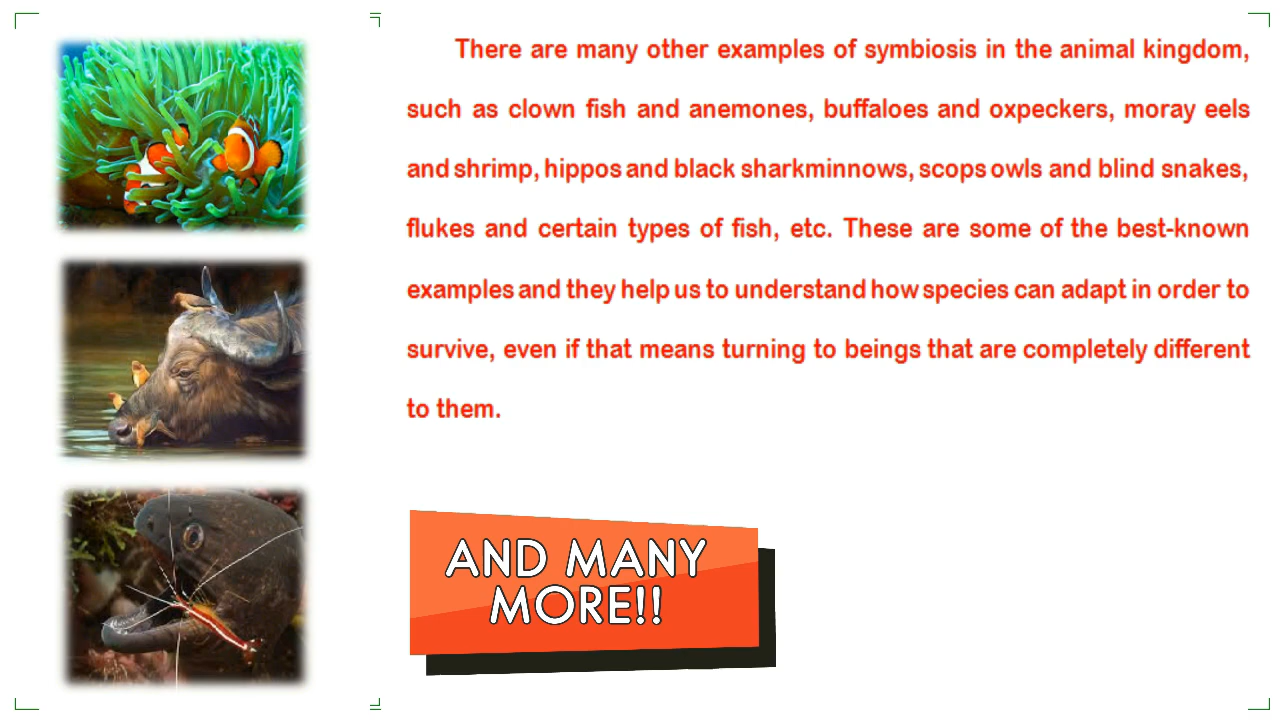 There are many other examples of symbiosis in the animal kingdom,
such as clown fish and anemones, buffaloes and oxpeckers, moray eels
and shrimp, hippos and black sharkminnows, scops owls and blind snakes,
flukes and certain types of fish, etc. These are some of the best-known
examples and they help us to understand how species can adapt in order to
survive, even if that means turning to beings that are completely different
to them.
AND MANY
MORE!!